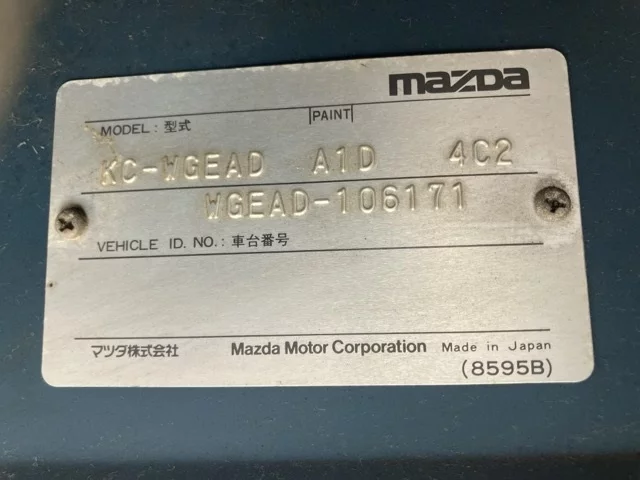 mazda
MODEL: 型式 PAINT
KC-WGEAD A1D 4C2
WGEAD-106171
VEHICLE ID. NO.: 車台番号
マツダ株式会社 Mazda Motor Corporation Made in Japan
(8595B)